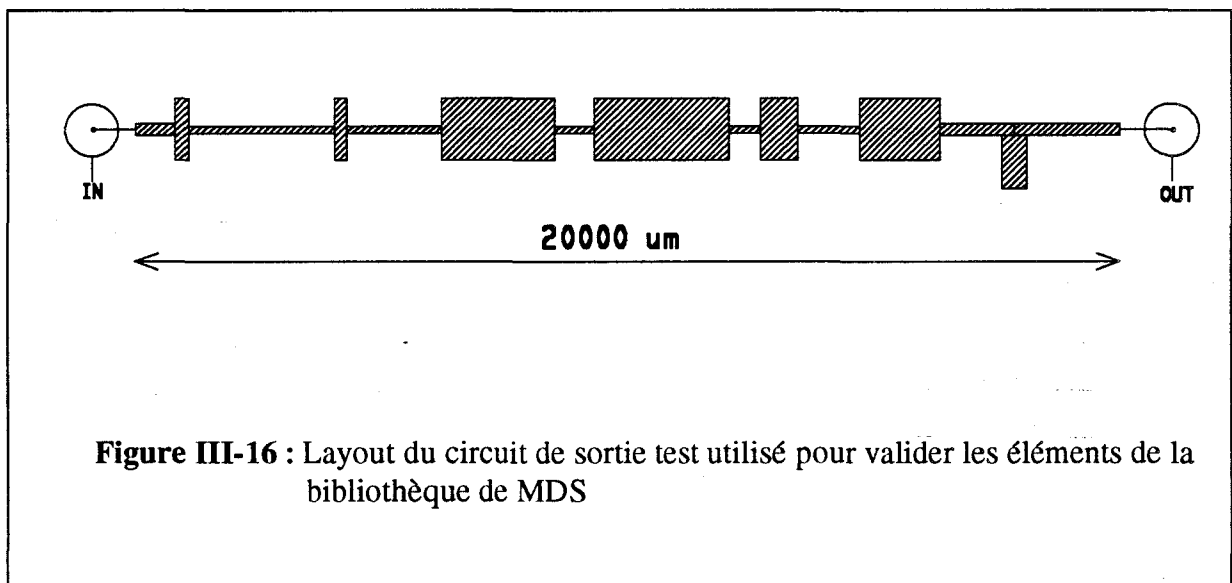 IN
OUT
20000 um
Figure III-16 : Layout du circuit de sortie test utilisé pour valider les éléments de la
bibliothèque de MDS